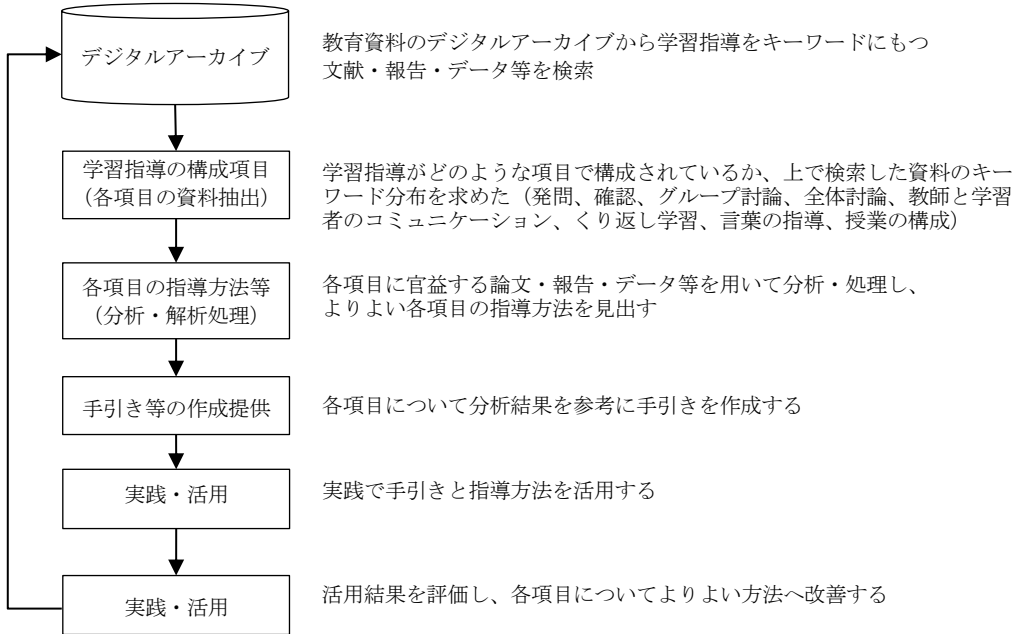 デジタルアーカイブ
教育資料のデジタルアーカイブから学習指導をキーワードにもつ
文献・報告・データ等を検索
学習指導の構成項目
(各項目の資料抽出)
学習指導がどのような項目で構成されているか、上で検索した資料のキー
ワード分布を求めた(発問、確認、グループ討論、全体討論、教師と学習
者のコミュニケーション、くり返し学習、言葉の指導、授業の構成)
各項目の指導方法等
(分析・解析処理)
各項目に官益する論文・報告・データ等を用いて分析・処理し、
よりよい各項目の指導方法を見出す
手引き等の作成提供
各項目について分析結果を参考に手引きを作成する
実践・活用
実践で手引きと指導方法を活用する
実践・活用
活用結果を評価し、各項目についてよりよい方法へ改善する